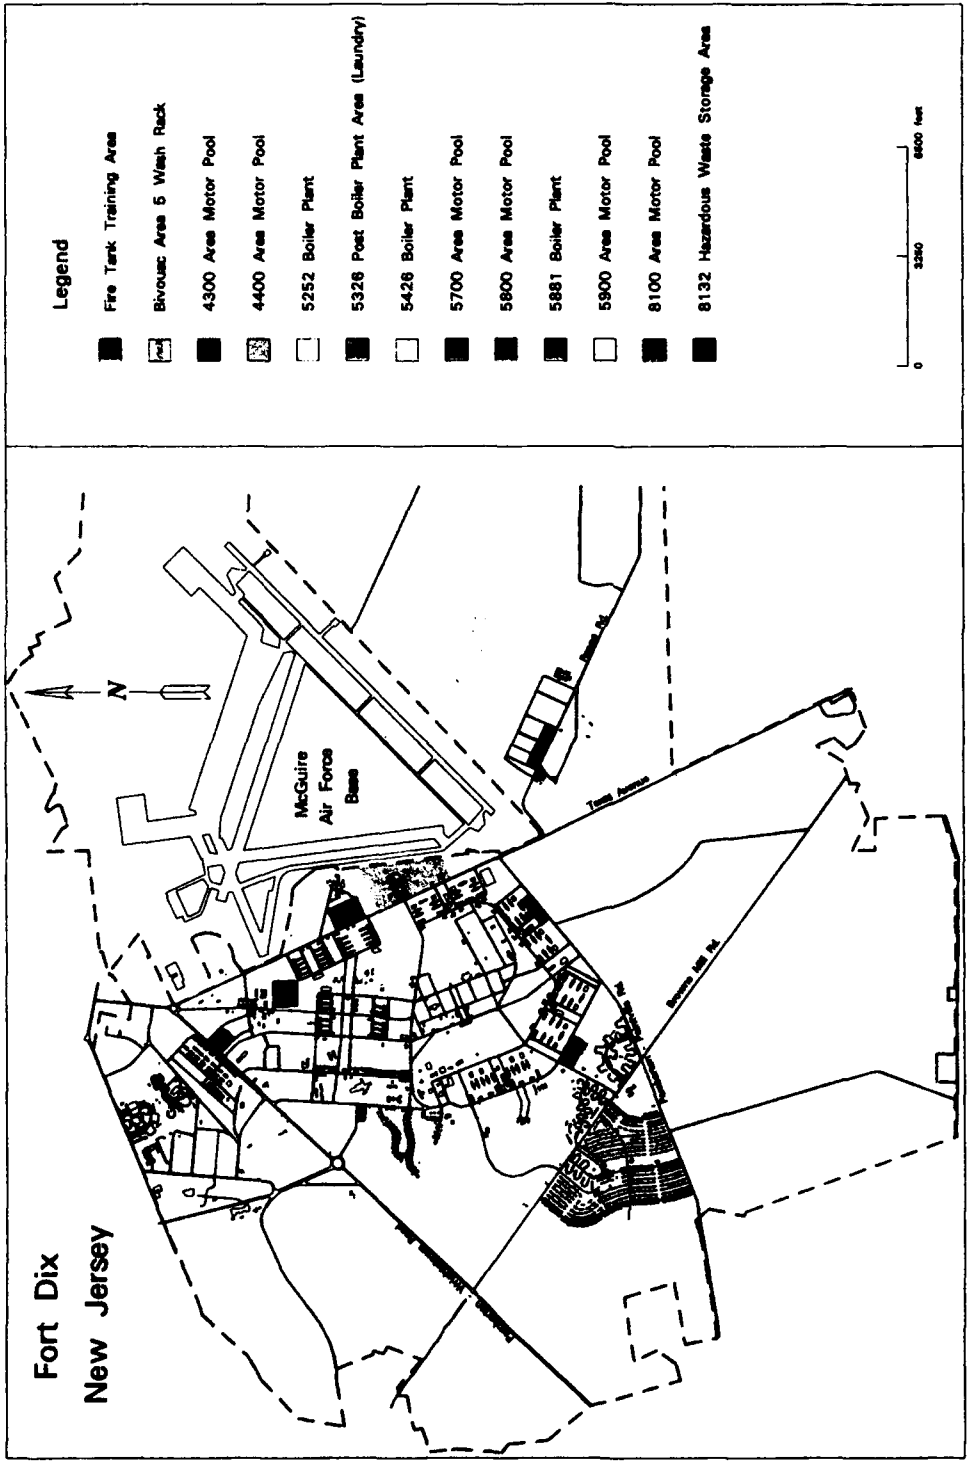 Fort Dix
New Jersey
N
McGuire
Air Force
Base
Texas Avenue
Browns Mill Rd.
Legend
Fire Tank Training Area
Bivouac Area 5 Wash Rack
4300 Area Motor Pool
4400 Area Motor Pool
5252 Boiler Plant
5326 Post Boiler Plant Area (Laundry)
5426 Boiler Plant
5700 Area Motor Pool
5800 Area Motor Pool
5881 Boiler Plant
5900 Area Motor Pool
8100 Area Motor Pool
8132 Hazardous Waste Storage Area
0 3250 6500 feet